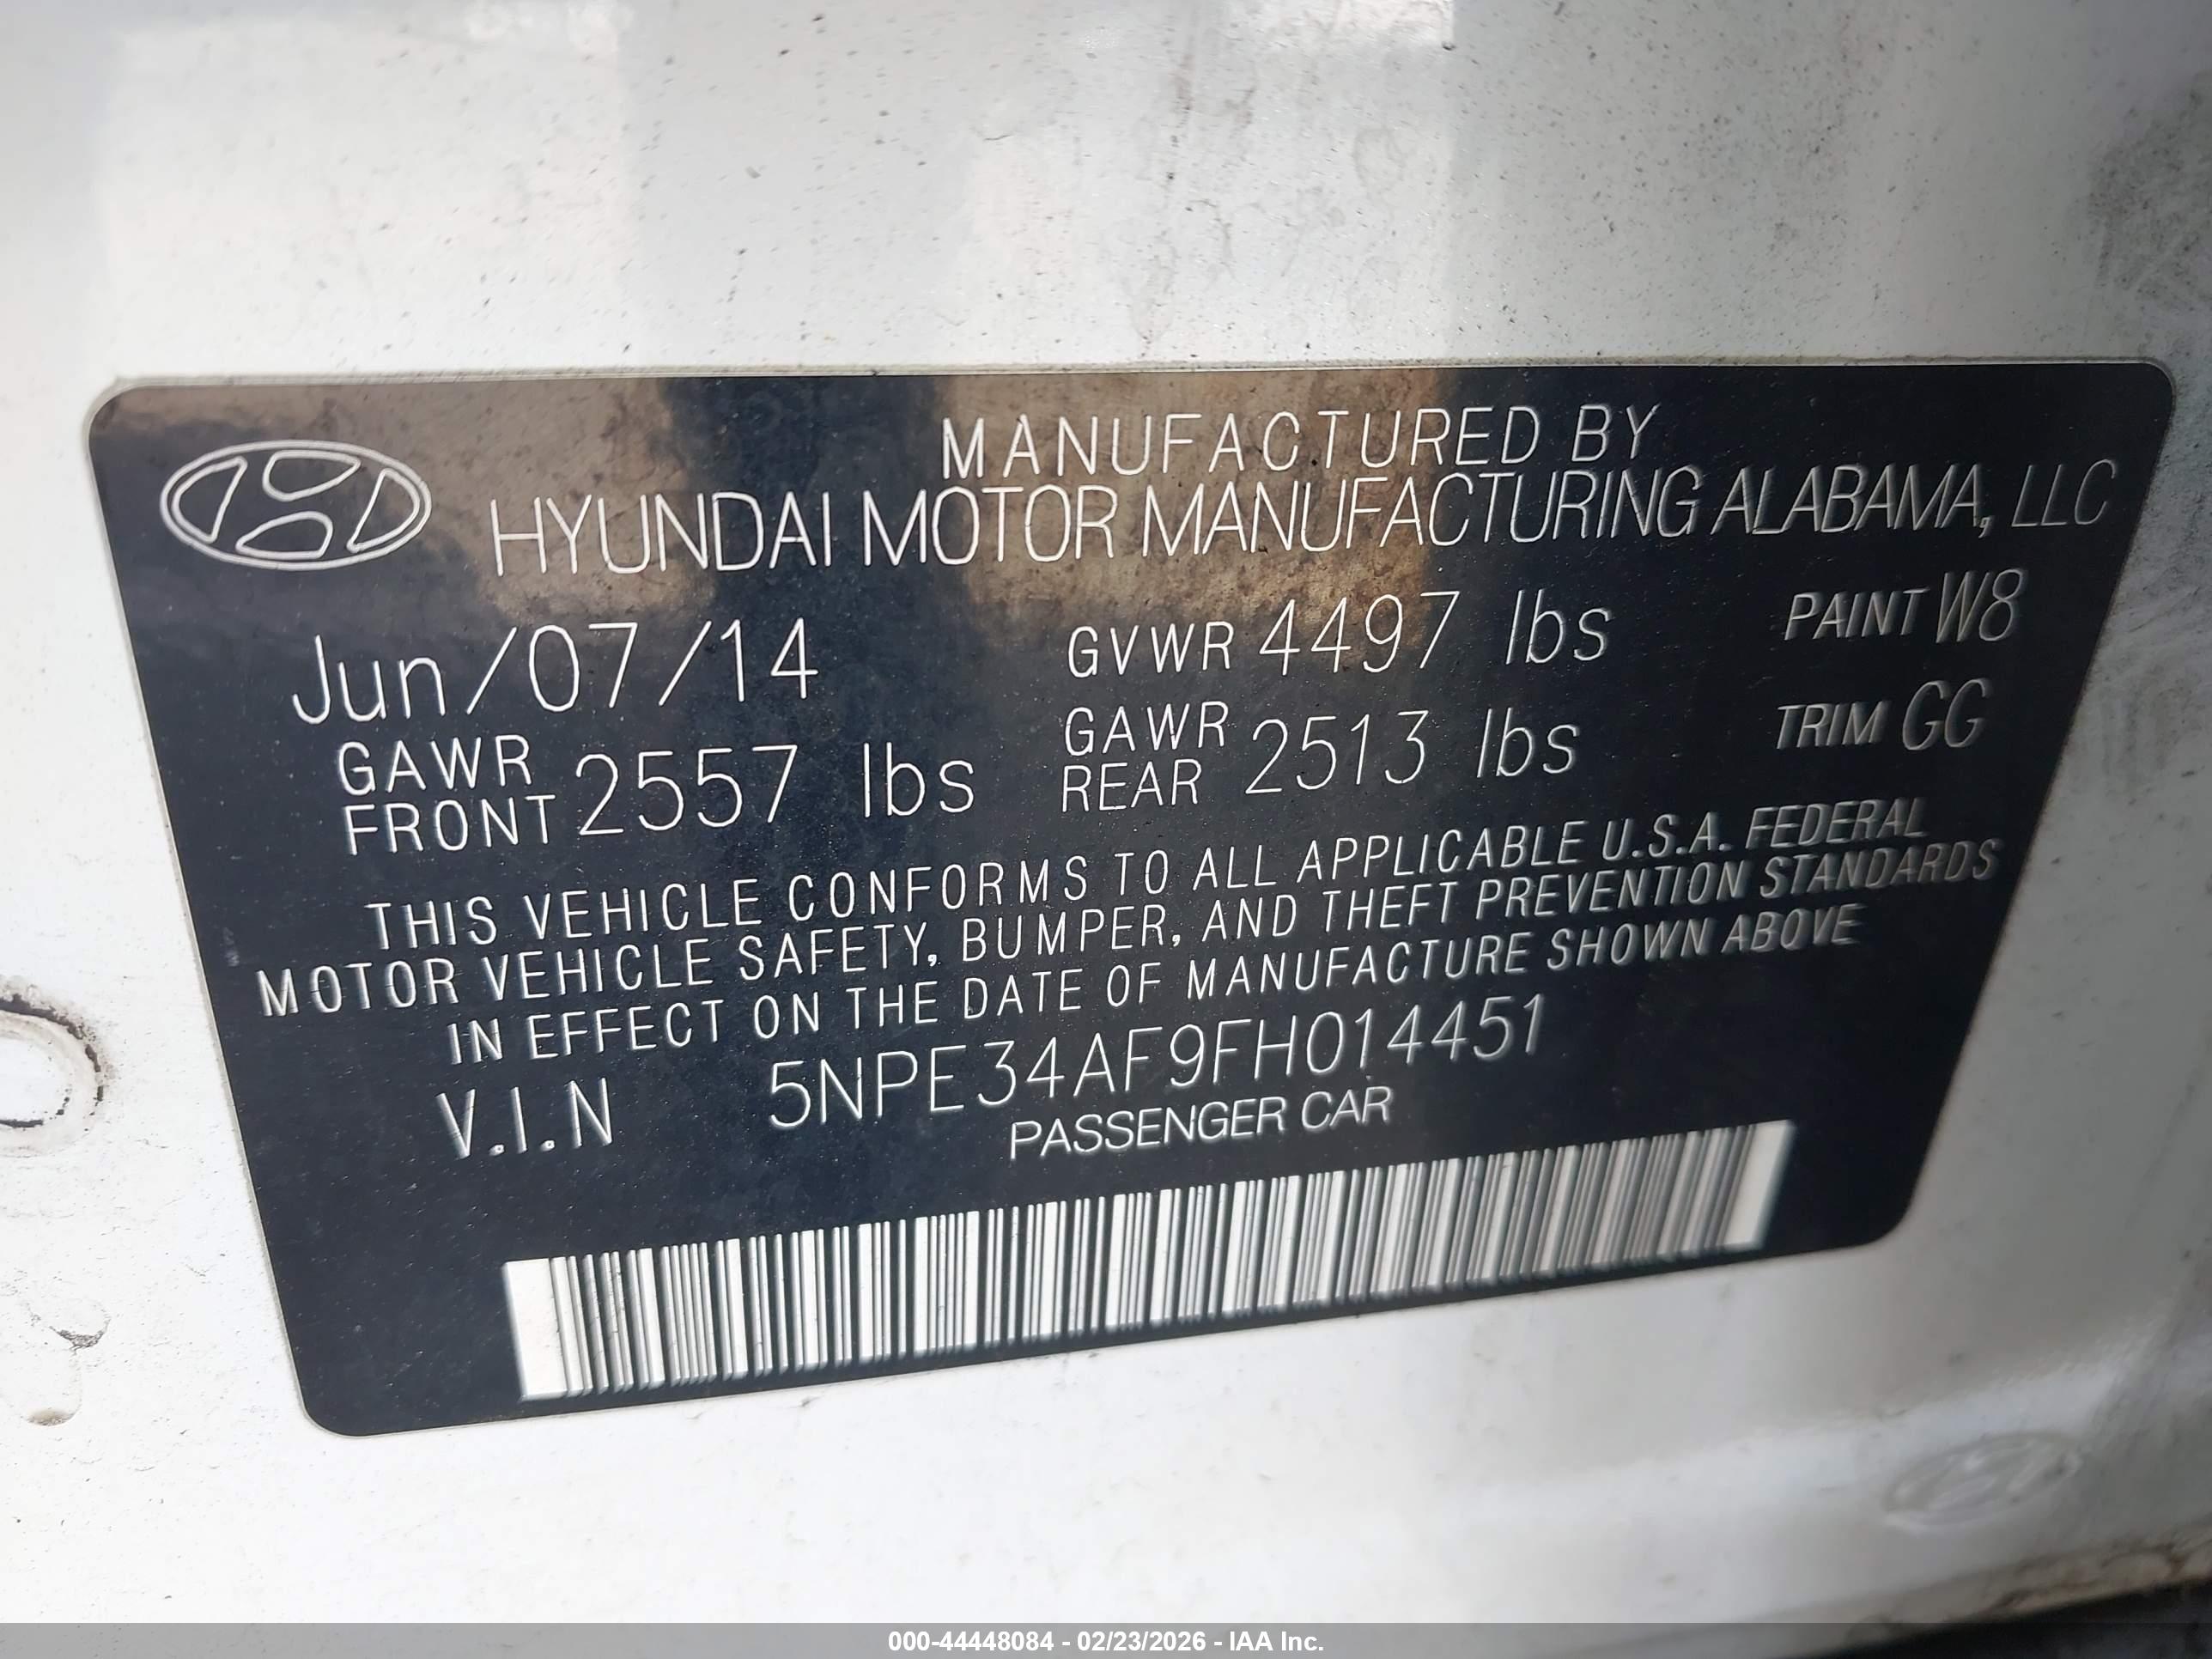 MANUFACTURED BY
HYUNDAI MOTOR MANUFACTURING ALABAMA, LLC
Jun/07/14 GVWR 4497 lbs PAINT W8
GAWR FRONT 2557 lbs GAWR REAR 2513 lbs TRIM GG
THIS VEHICLE CONFORMS TO ALL APPLICABLE U.S.A. FEDERAL
MOTOR VEHICLE SAFETY, BUMPER, AND THEFT PREVENTION STANDARDS
IN EFFECT ON THE DATE OF MANUFACTURE SHOWN ABOVE
V.I.N 5NPE34AF9FH014451
PASSENGER CAR
000-44448084 - 02/23/2026 - IAA Inc.